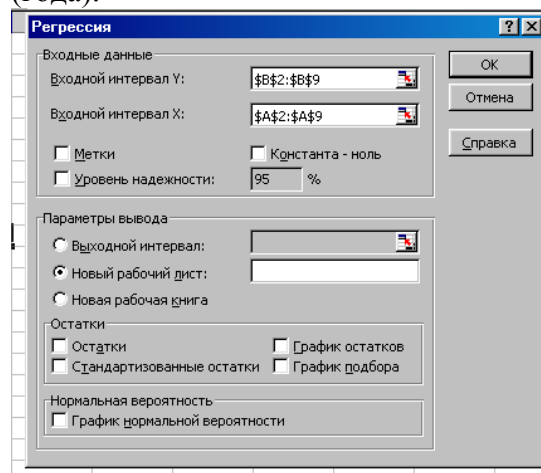 (года).
Регрессия
Входные данные
Входной интервал Y: $B$2:$B$9
Входной интервал X: $A$2:$A$9
Метки Константа - ноль
Уровень надежности: 95 %
ОК
Отмена
Справка
Параметры вывода
Выходной интервал:
Новый рабочий лист:
Новая рабочая книга
Остатки
Остатки График остатков
Стандартизованные остатки График подбора
Нормальная вероятность
График нормальной вероятности